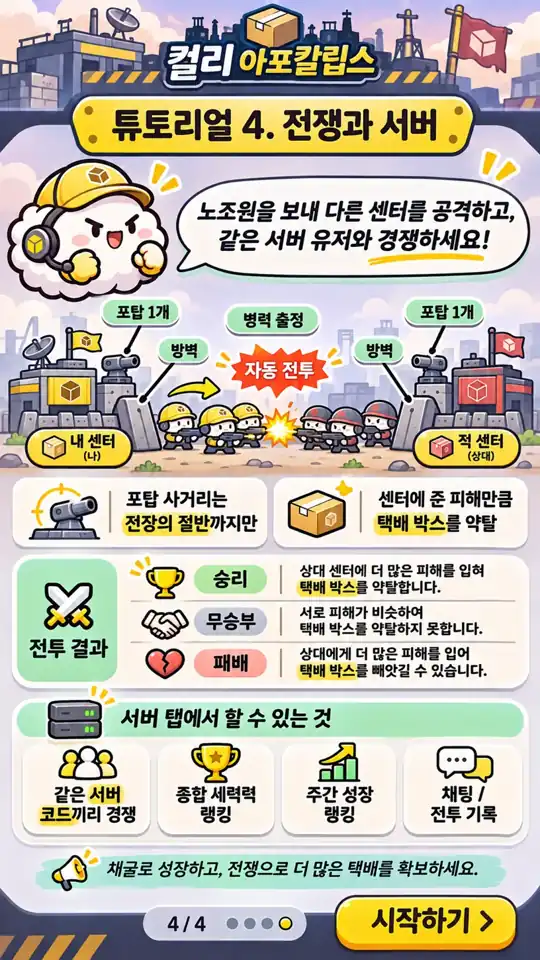 컬리 아포칼립스
튜토리얼 4. 전쟁과 서버
노조원을 보내 다른 센터를 공격하고,
같은 서버 유저와 경쟁하세요!
포탑 1개
병력 출정
포탑 1개
방벽
자동 전투
방벽
내 센터
(나)
적 센터
(상대)
포탑 사거리는
전장의 절반까지만
센터에 준 피해만큼
택배 박스를 약탈
전투 결과
승리
상대 센터에 더 많은 피해를 입혀
택배 박스를 약탈합니다.
무승부
서로 피해가 비슷하여
택배 박스를 약탈하지 못합니다.
패배
상대에게 더 많은 피해를 입어
택배 박스를 빼앗길 수 있습니다.
서버 탭에서 할 수 있는 것
같은 서버
코드끼리 경쟁
종합 세력력
랭킹
주간 성장
랭킹
채팅 /
전투 기록
채굴로 성장하고, 전쟁으로 더 많은 택배를 확보하세요.
4 / 4
시작하기 >